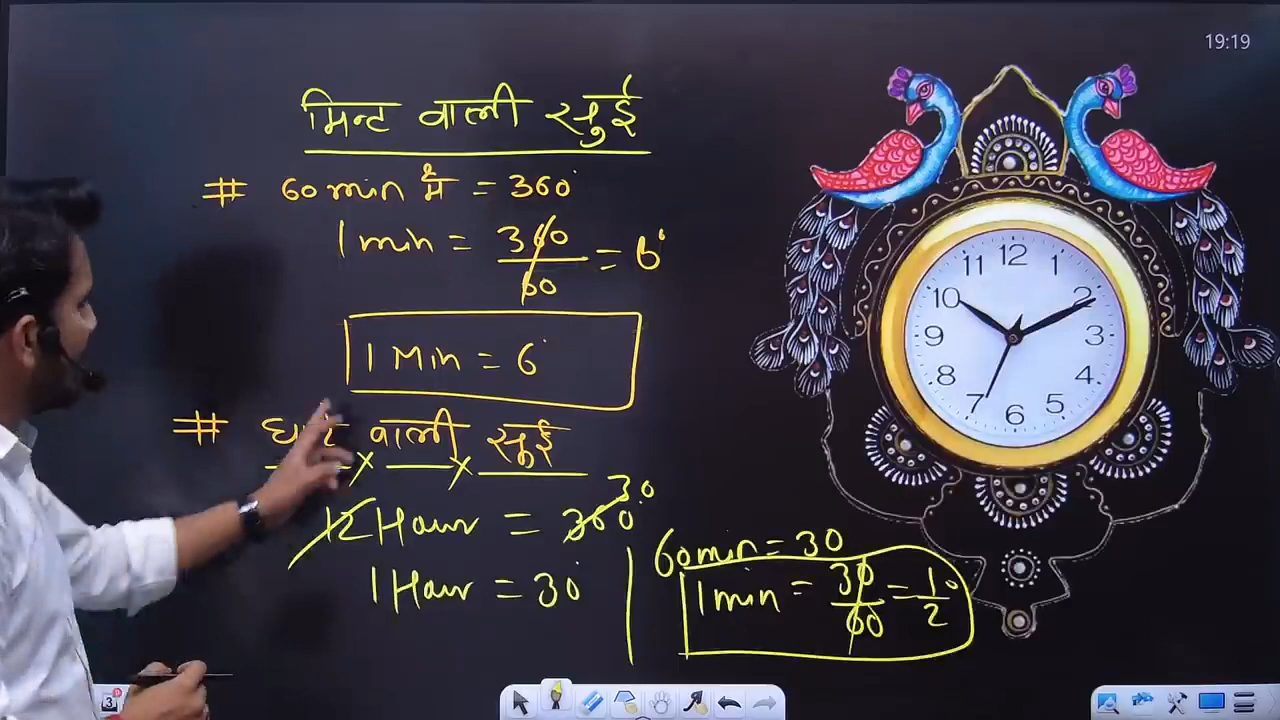 19:19
मिन्ट वाली सुई
# 60 min में = 360°
1 min = 360/60 = 6°
1 Min = 6°
# घंटे वाली सुई
12 Hour = 360° 30
1 Hour = 30°
60 min = 30
1 min = 30/60 = 1°/2
11 12 1
10 2
9 3
8 4
7 6 5
3